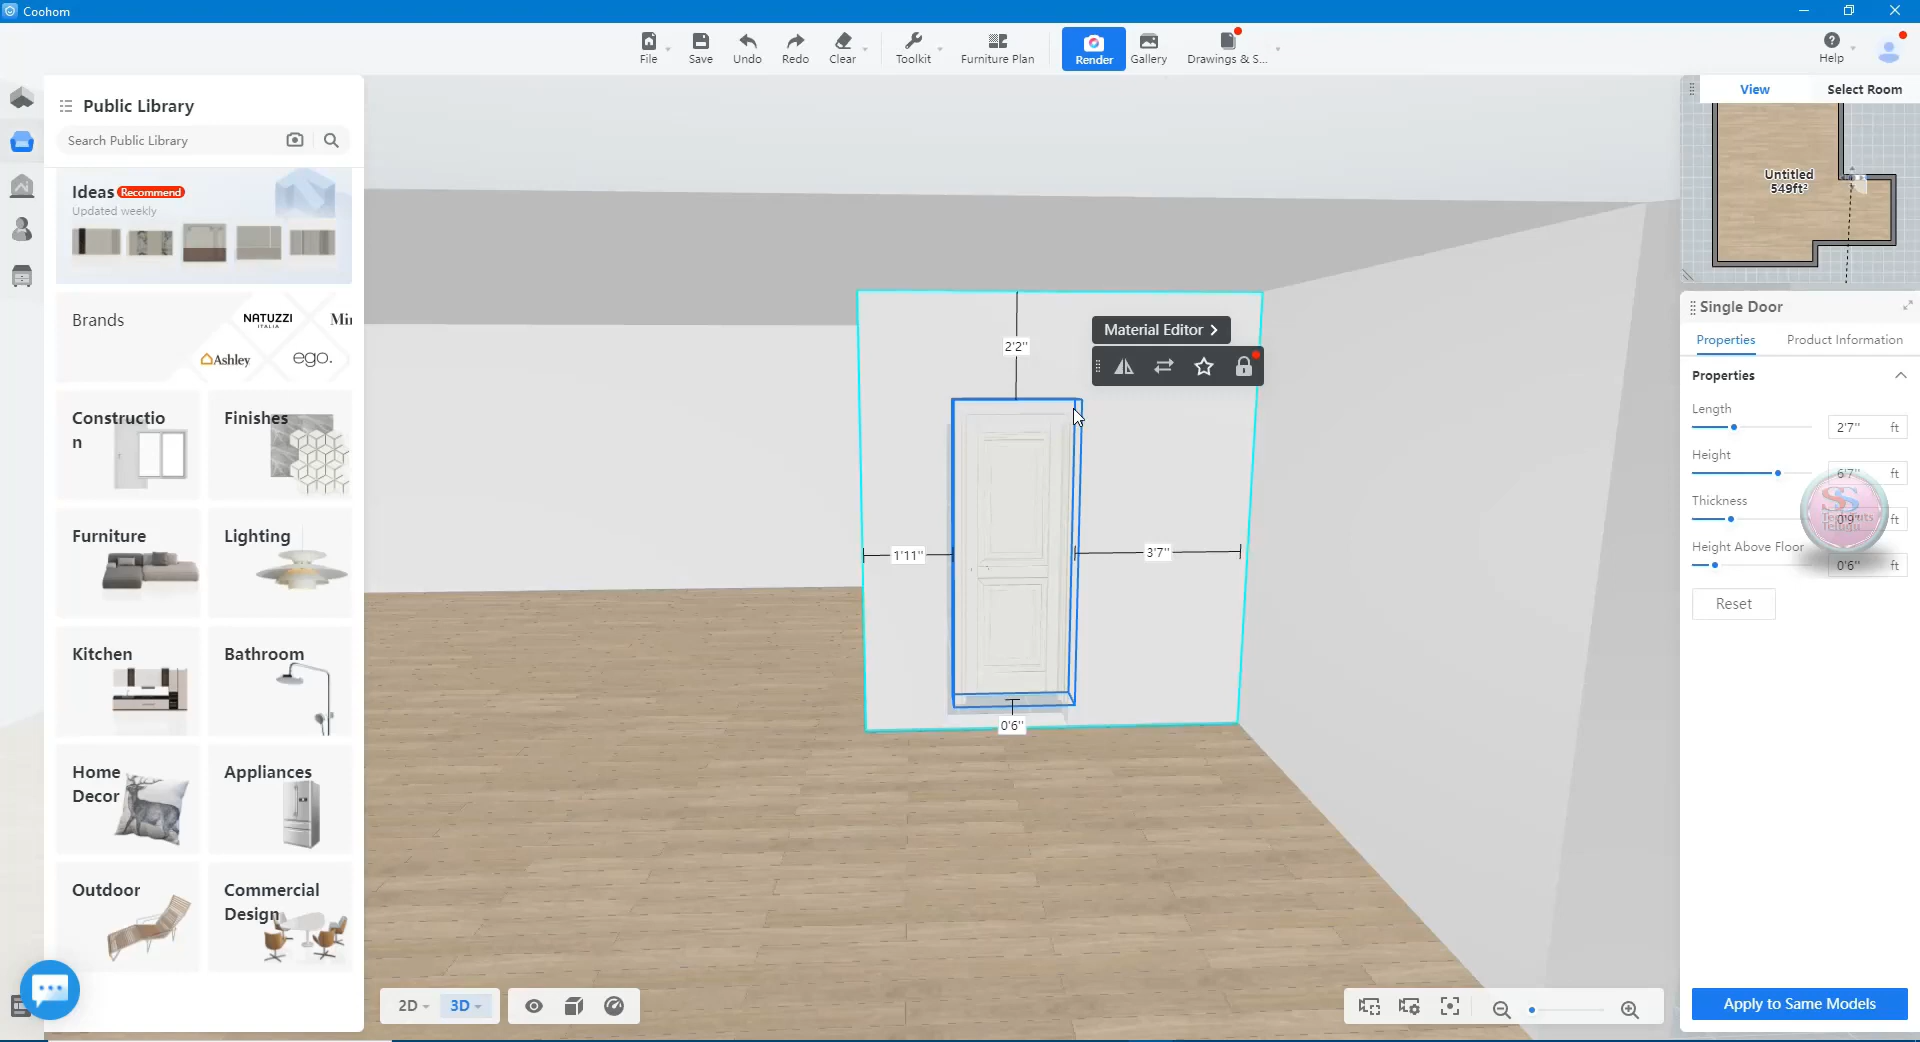 Coohom
File
Save
Undo
Redo
Clear
Toolkit
Furniture Plan
Render
Gallery
Drawings & S...
Help
Public Library
Search Public Library
Ideas Recommend
Updated weekly
Brands
NATUZZI
ITALIA
Ashley
ego.
Constructio
n
Finishes
Furniture
Lighting
Kitchen
Bathroom
Home
Decor
Appliances
Outdoor
Commercial
Design
2'2''
Material Editor
1'11''
3'7''
0'6''
2D
3D
View
Select Room
Untitled
549ft²
Single Door
Properties
Product Information
Properties
Length
2'7'' ft
Height
6'7'' ft
Thickness
0'9'' ft
Height Above Floor
0'6'' ft
Reset
Apply to Same Models